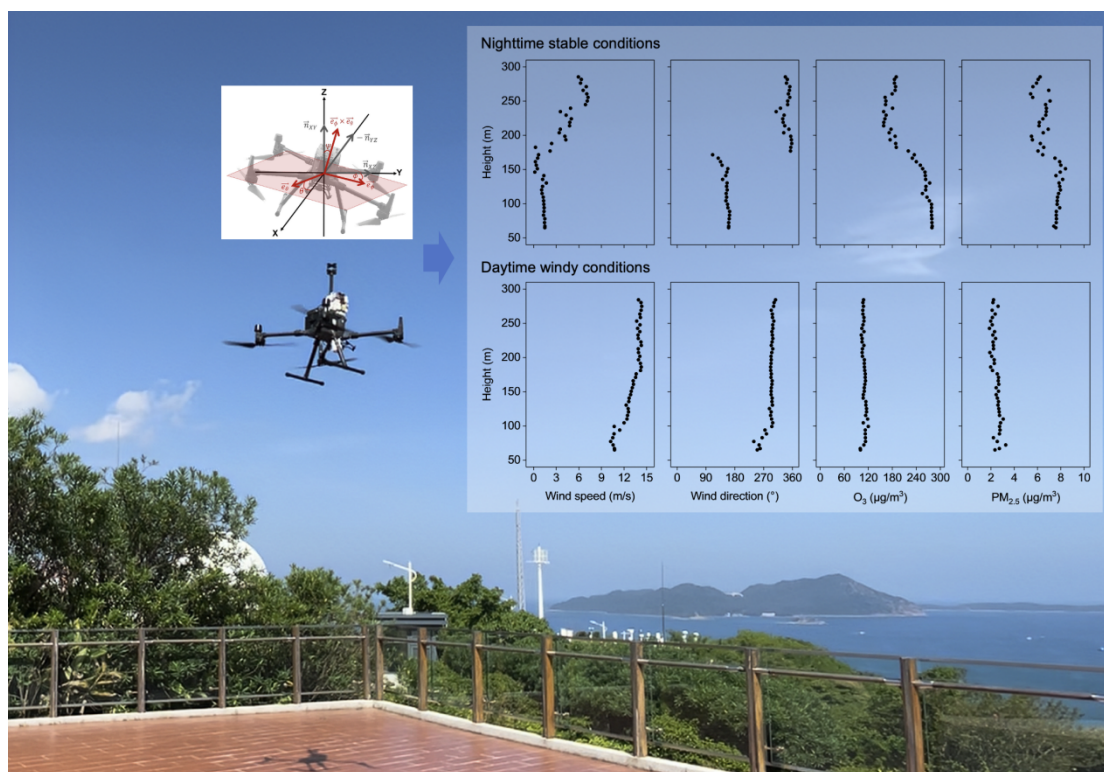 Nighttime stable conditions
Height (m)
300
250
200
150
100
50
Z
Y
X
Daytime windy conditions
Height (m)
300
250
200
150
100
50
0 3 6 9 12 15
Wind speed (m/s)
0 90 180 270 360
Wind direction (°)
0 60 120 180 240 300
O₃ (μg/m³)
0 2 4 6 8 10
PM₂.₅ (μg/m³)